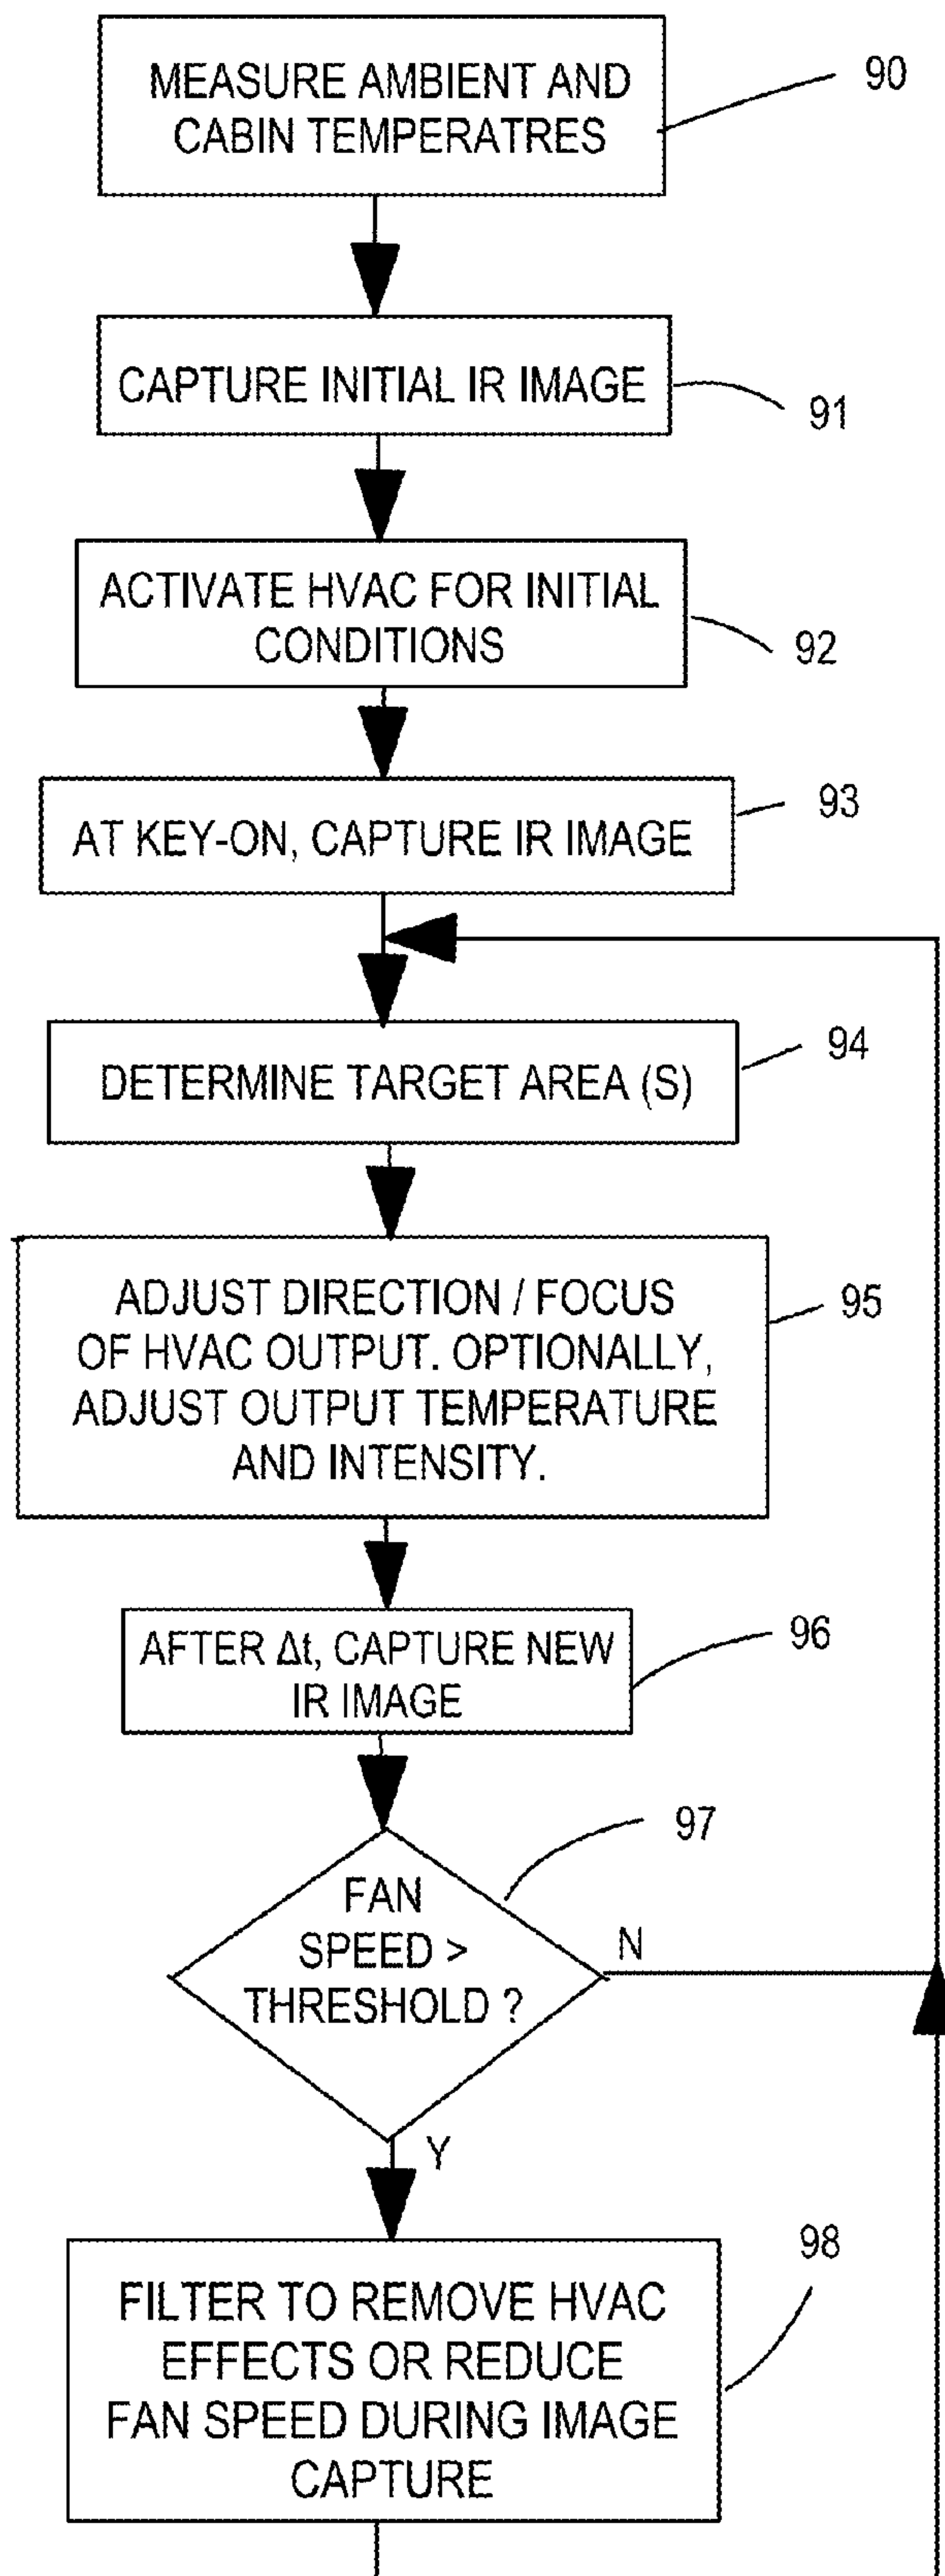 MEASURE AMBIENT AND
CABIN TEMPERATRES
90
CAPTURE INITIAL IR IMAGE
91
ACTIVATE HVAC FOR INITIAL
CONDITIONS
92
AT KEY-ON, CAPTURE IR IMAGE
93
DETERMINE TARGET AREA (S)
94
ADJUST DIRECTION / FOCUS
OF HVAC OUTPUT. OPTIONALLY,
ADJUST OUTPUT TEMPERATURE
AND INTENSITY.
95
AFTER Δt, CAPTURE NEW
IR IMAGE
96
FAN
SPEED >
THRESHOLD ?
97
N
Y
FILTER TO REMOVE HVAC
EFFECTS OR REDUCE
FAN SPEED DURING IMAGE
CAPTURE
98